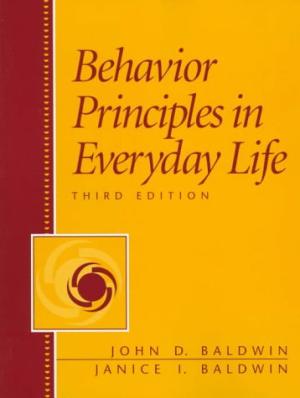 Behavior
Principles in
Everyday Life
THIRD EDITION
JOHN D. BALDWIN
JANICE I. BALDWIN